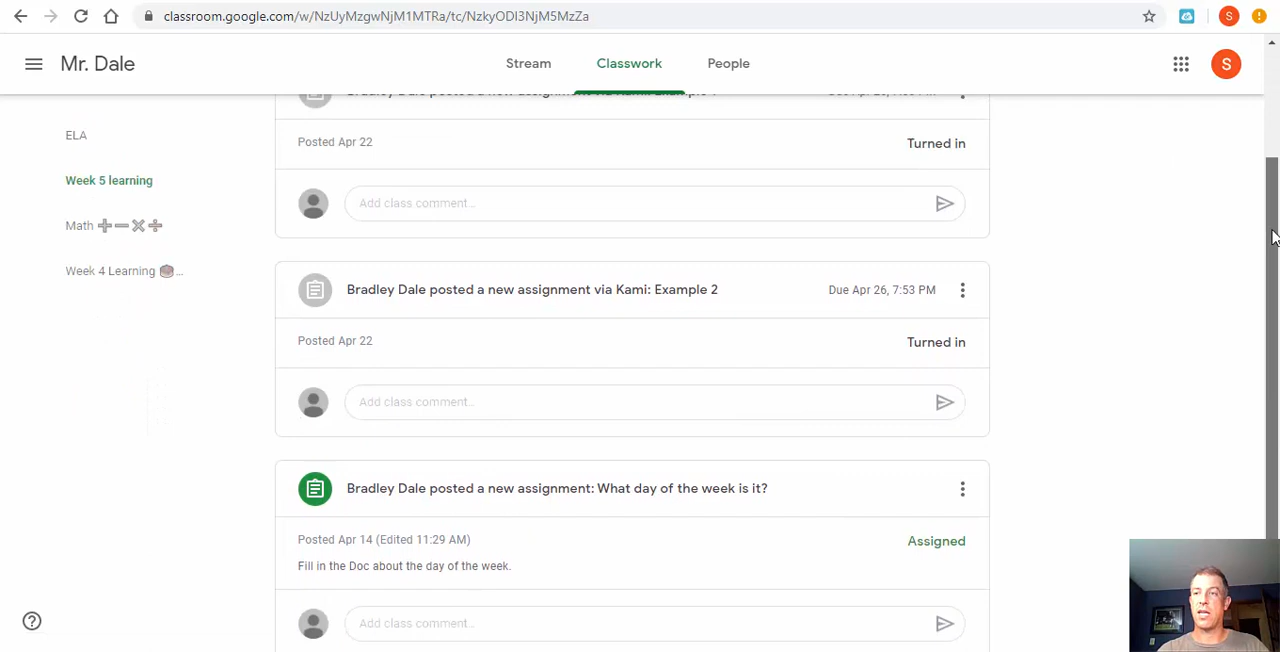 classroom.google.com/w/NzUyMzgwNjM1MTRa/tc/NzkyODI3NjM5MzZa
S
Mr. Dale
Stream
Classwork
People
S
ELA
Week 5 learning
Math ➕➖✖➗
Week 4 Learning ...
Bradley Dale posted a new assignment via Kami: Example
Posted Apr 22
Turned in
Add class comment...
Bradley Dale posted a new assignment via Kami: Example 2
Due Apr 26, 7:53 PM
Posted Apr 22
Turned in
Add class comment...
Bradley Dale posted a new assignment: What day of the week is it?
Posted Apr 14 (Edited 11:29 AM)
Assigned
Fill in the Doc about the day of the week.
Add class comment...